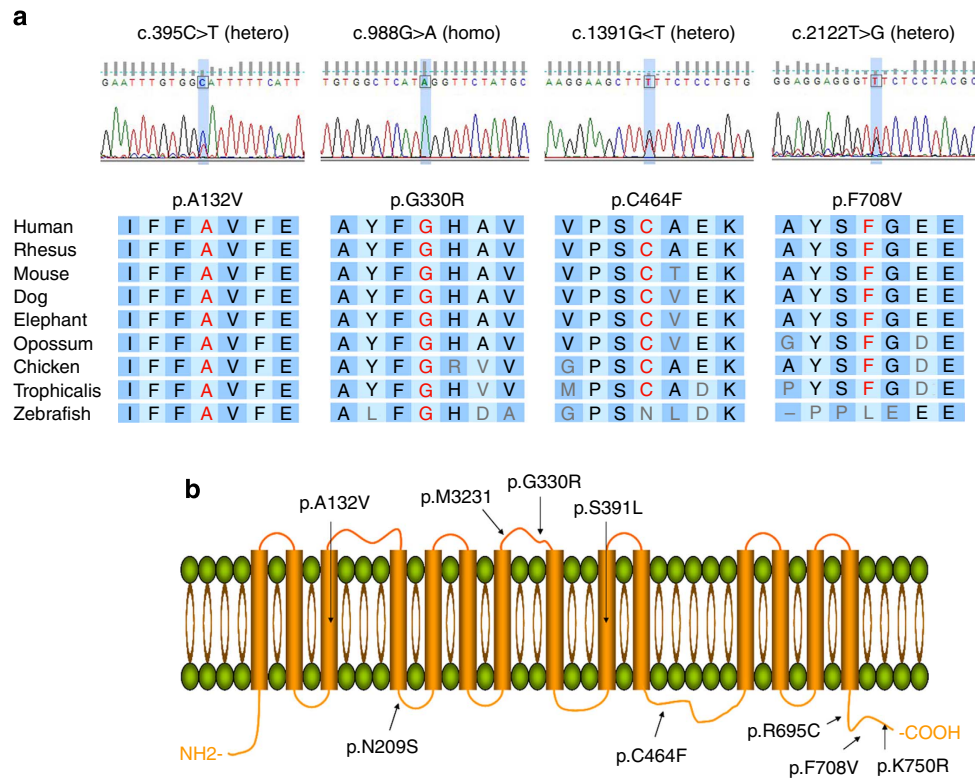 a
c.395C>T (hetero) c.988G>A (homo) c.1391G<T (hetero) c.2122T>G (hetero)
GAATTTGTGGCATTTTTCATT TGTGGCTCATAGGTTCTATGC AAGGAAGCTTTTTCTCCTGTG GGAGGAGGGTTTCTCCTACGC
p.A132V p.G330R p.C464F p.F708V
Human I F F A V F E A Y F G H A V V P S C A E K A Y S F G E E
Rhesus I F F A V F E A Y F G H A V V P S C A E K A Y S F G E E
Mouse I F F A V F E A Y F G H A V V P S C T E K A Y S F G E E
Dog I F F A V F E A Y F G H A V V P S C V E K A Y S F G E E
Elephant I F F A V F E A Y F G H A V V P S C V E K A Y S F G E E
Opossum I F F A V F E A Y F G H A V V P S C V E K G Y S F G D E
Chicken I F F A V F E A Y F G R V V G P S C A E K A Y S F G D E
Trophicalis I F F A V F E A Y F G H V V M P S C A D K P Y S F G D E
Zebrafish I F F A V F E A L F G H D A G P S N L D K – P P L E E E
b
p.A132V p.M3231 p.G330R p.S391L
NH2- p.N209S p.C464F p.R695C p.F708V p.K750R -COOH